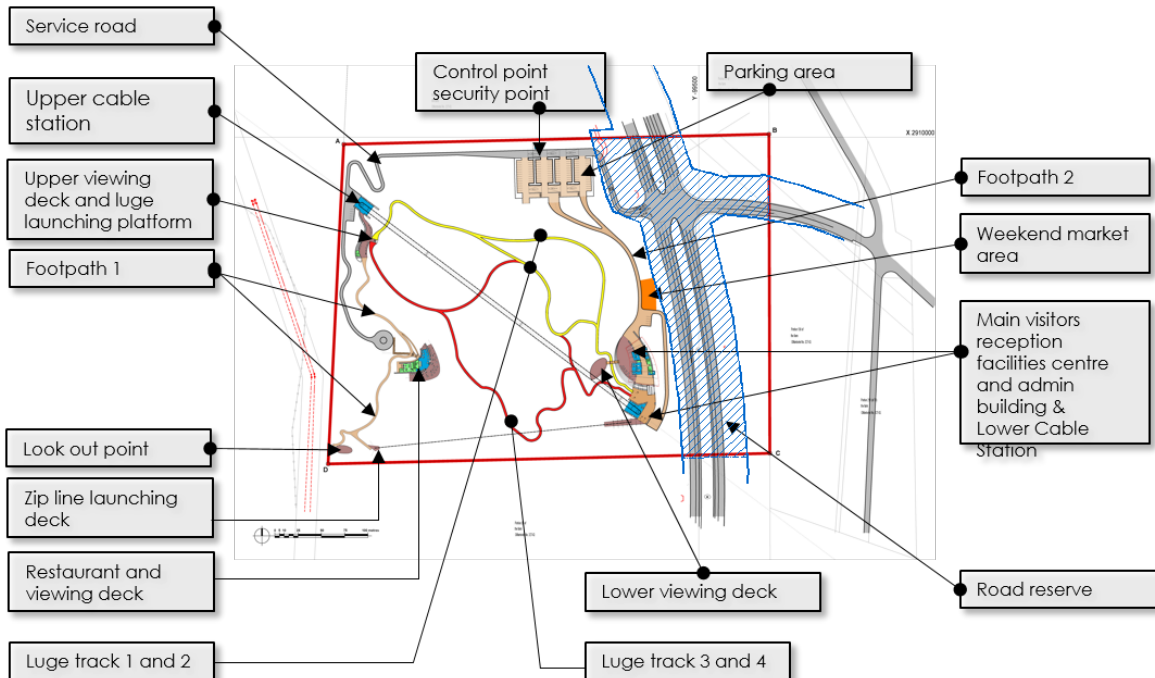 Service road
Control point
security point
Parking area
Upper cable
station
Y -99500
X 2910000
A
B
Upper viewing
deck and luge
launching platform
Footpath 2
Weekend market
area
Footpath 1
Main visitors
reception
facilities centre
and admin
building &
Lower Cable
Station
Look out point
D
C
Zip line launching
deck
Restaurant and
viewing deck
Lower viewing deck
Road reserve
Luge track 1 and 2
Luge track 3 and 4